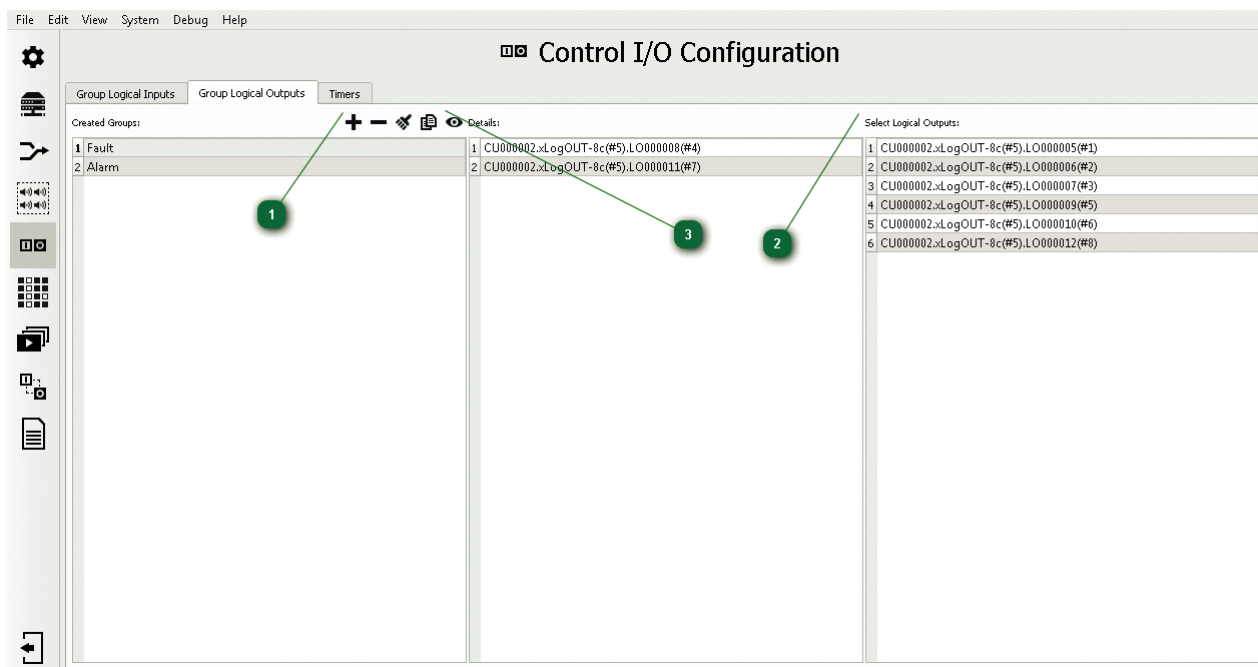 File Edit View System Debug Help
Control I/O Configuration
Group Logical Inputs Group Logical Outputs Timers
Created Groups: Details: Select Logical Outputs:
1 Fault 1 CU000002.xLogOUT-8c(#5).LO000008(#4) 1 CU000002.xLogOUT-8c(#5).LO000005(#1)
2 Alarm 2 CU000002.xLogOUT-8c(#5).LO000011(#7) 2 CU000002.xLogOUT-8c(#5).LO000006(#2)
3 CU000002.xLogOUT-8c(#5).LO000007(#3)
4 CU000002.xLogOUT-8c(#5).LO000009(#5)
5 CU000002.xLogOUT-8c(#5).LO000010(#6)
6 CU000002.xLogOUT-8c(#5).LO000012(#8)
1
3
2